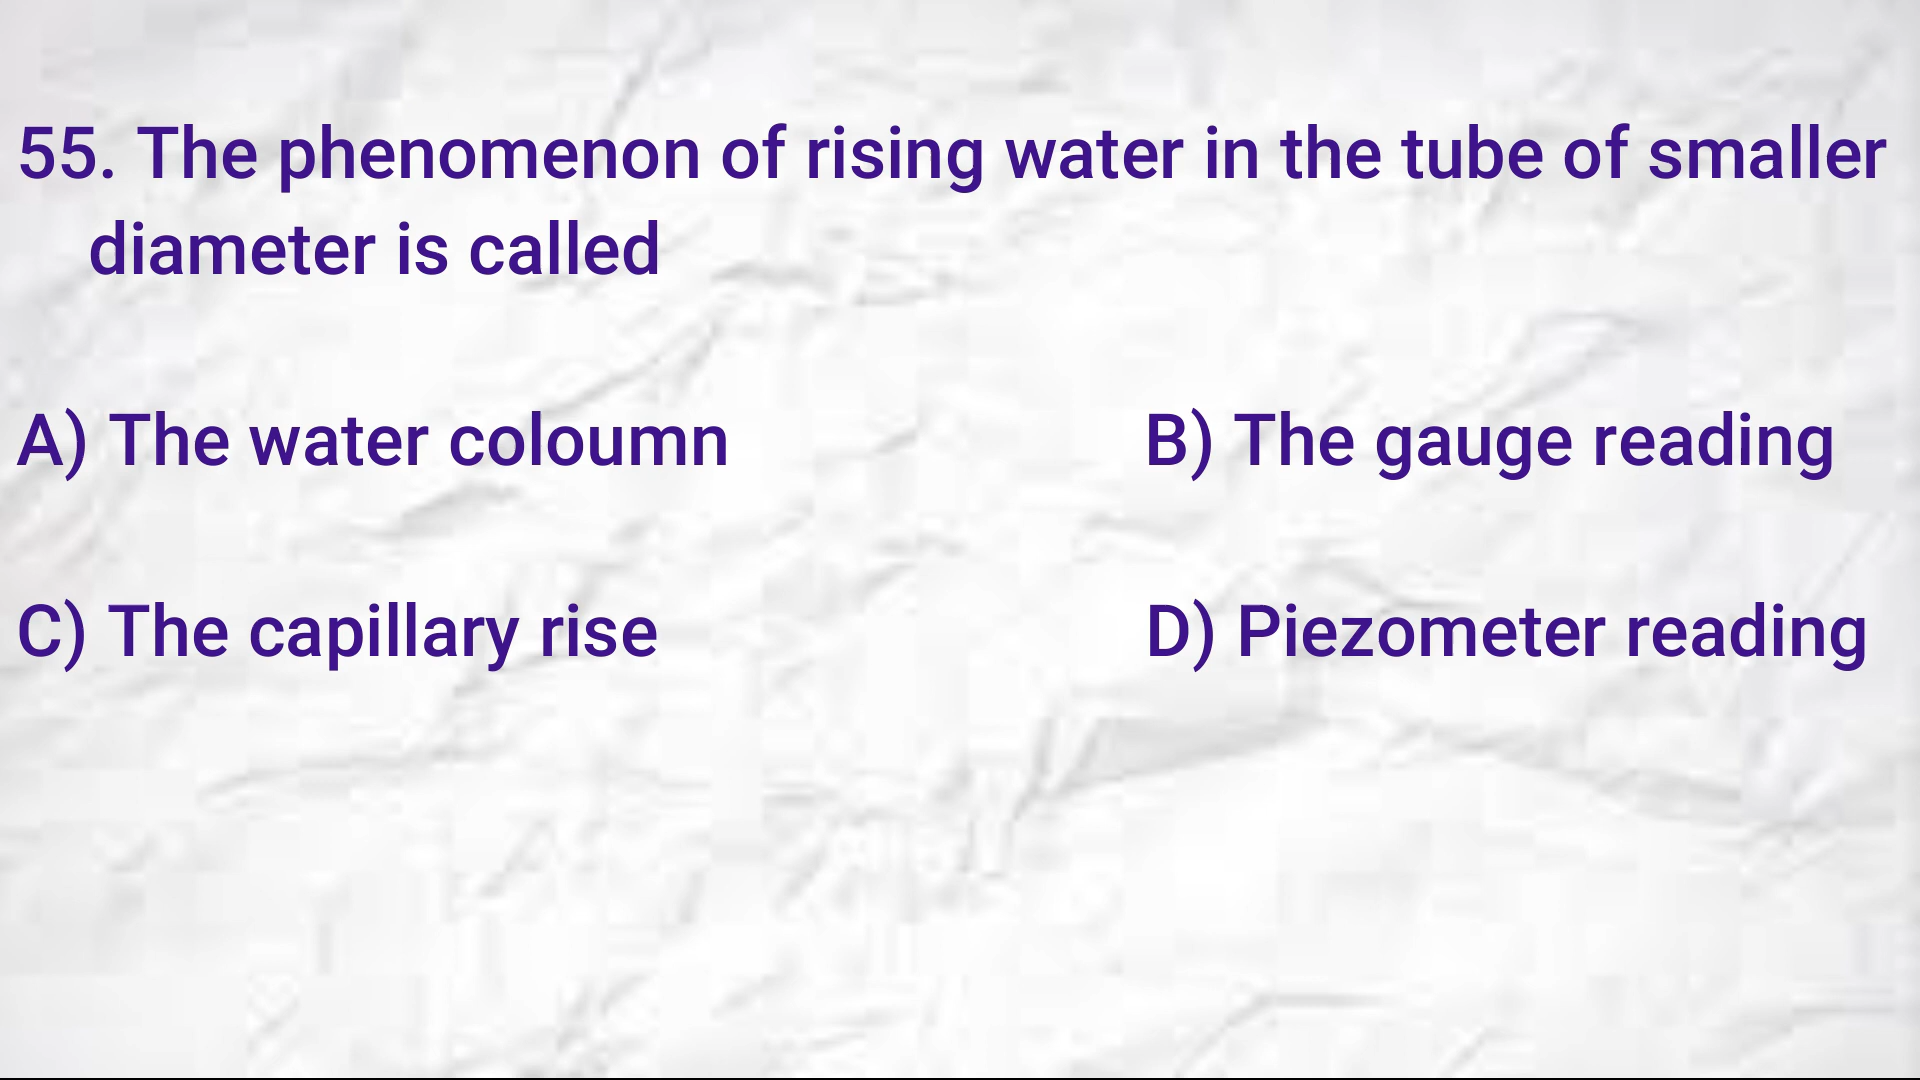 55. The phenomenon of rising water in the tube of smaller
diameter is called
A) The water coloumn B) The gauge reading
C) The capillary rise D) Piezometer reading